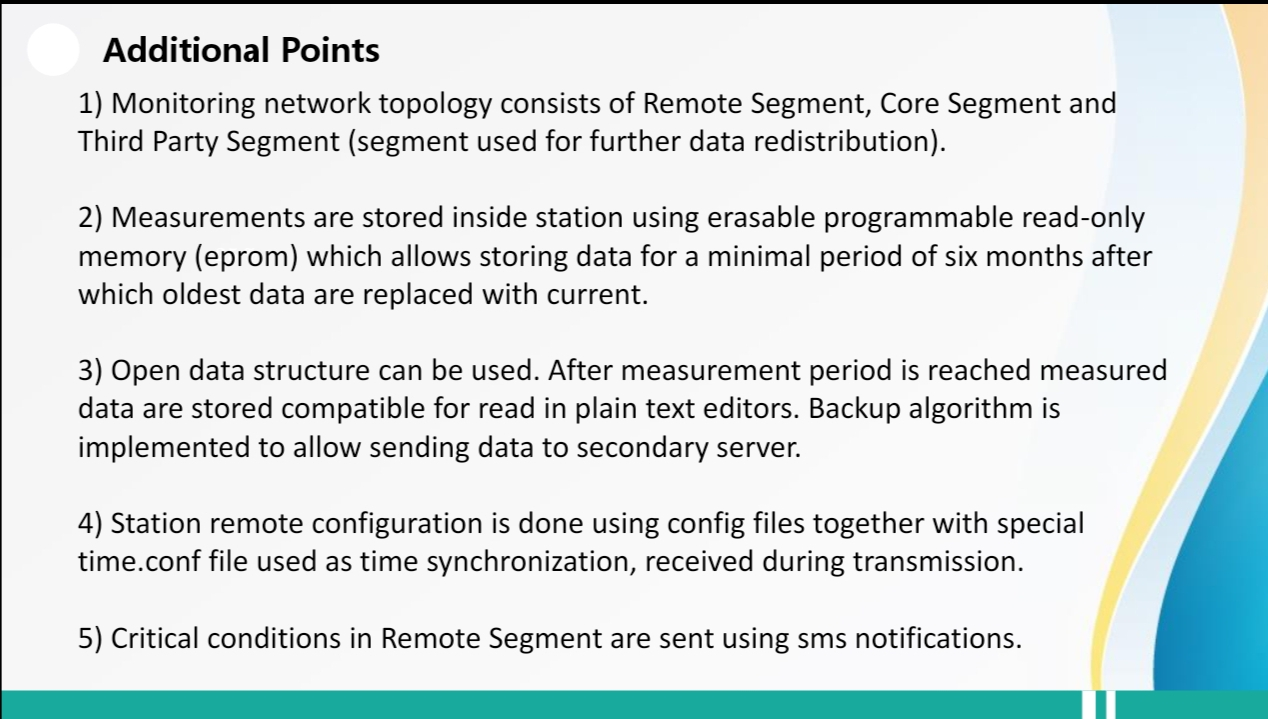 Additional Points
1) Monitoring network topology consists of Remote Segment, Core Segment and
Third Party Segment (segment used for further data redistribution).
2) Measurements are stored inside station using erasable programmable read-only
memory (eprom) which allows storing data for a minimal period of six months after
which oldest data are replaced with current.
3) Open data structure can be used. After measurement period is reached measured
data are stored compatible for read in plain text editors. Backup algorithm is
implemented to allow sending data to secondary server.
4) Station remote configuration is done using config files together with special
time.conf file used as time synchronization, received during transmission.
5) Critical conditions in Remote Segment are sent using sms notifications.